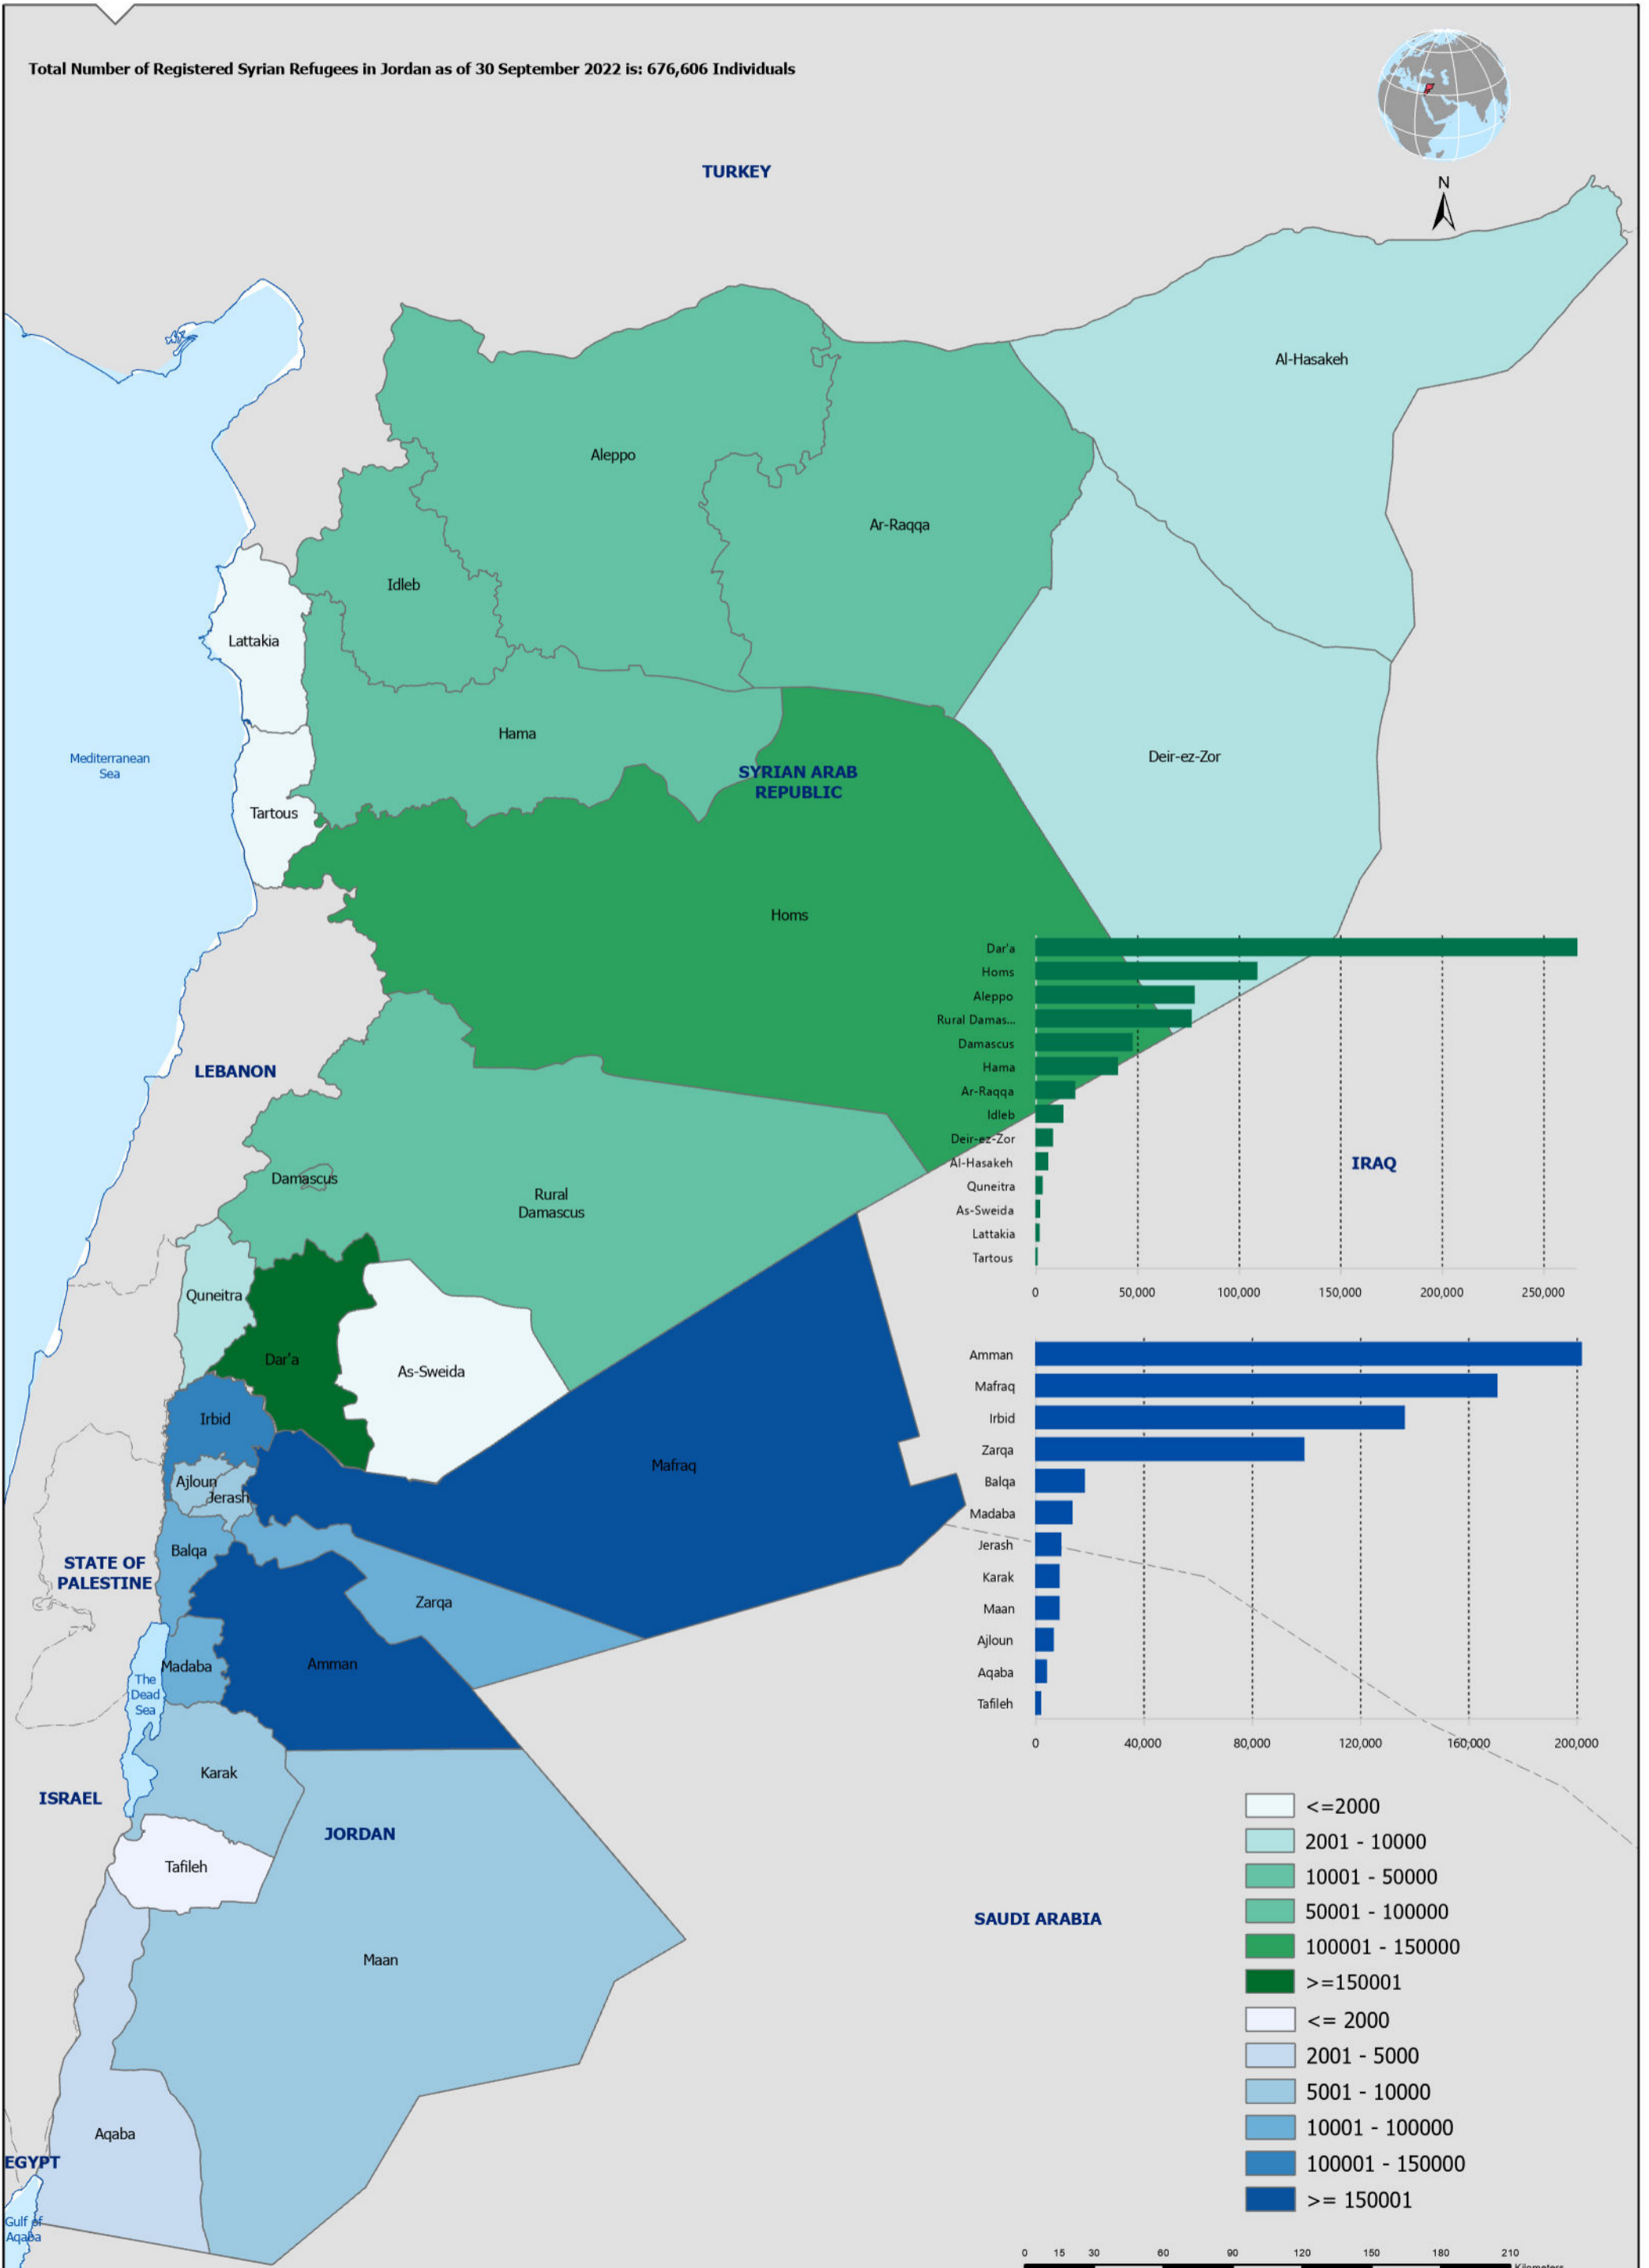 Total Number of Registered Syrian Refugees in Jordan as of 30 September 2022 is: 676,606 Individuals
TURKEY
N
Al-Hasakeh
Aleppo
Ar-Raqqa
Idleb
Lattakia
Hama
Mediterranean
Sea
Deir-ez-Zor
SYRIAN ARAB
REPUBLIC
Tartous
Homs
LEBANON
Damascus
Rural
Damascus
Quneitra
Dar'a
As-Sweida
IRAQ
Dar'a
Homs
Aleppo
Rural Damas...
Damascus
Hama
Ar-Raqqa
Idleb
Deir-ez-Zor
Al-Hasakeh
Quneitra
As-Sweida
Lattakia
Tartous
0 50,000 100,000 150,000 200,000 250,000
Irbid
Ajloun
Jerash
Mafraq
Balqa
STATE OF
PALESTINE
Zarqa
Madaba
Amman
The
Dead
Sea
Karak
ISRAEL
JORDAN
Tafileh
Maan
Aqaba
EGYPT
Gulf of
Aqaba
SAUDI ARABIA
Amman
Mafraq
Irbid
Zarqa
Balqa
Madaba
Jerash
Karak
Maan
Ajloun
Aqaba
Tafileh
0 40,000 80,000 120,000 160,000 200,000
<=2000
2001 - 10000
10001 - 50000
50001 - 100000
100001 - 150000
>=150001
<= 2000
2001 - 5000
5001 - 10000
10001 - 100000
100001 - 150000
>= 150001
0 15 30 60 90 120 150 180 210
Kilometers